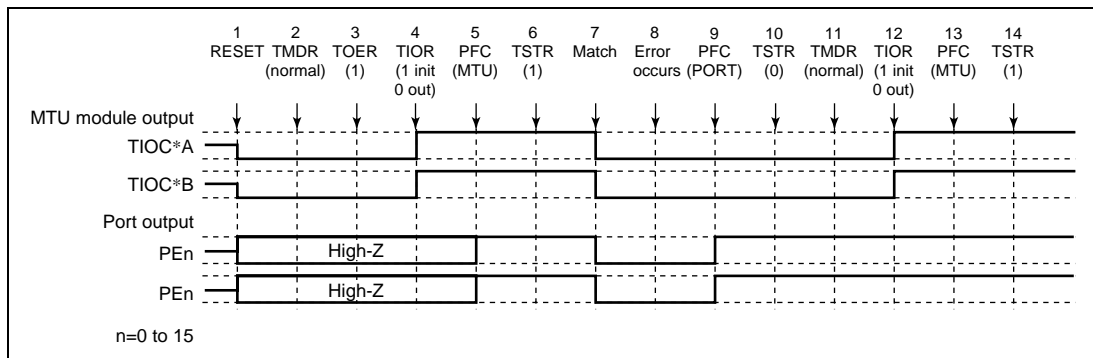 1 2 3 4 5 6 7 8 9 10 11 12 13 14
RESET TMDR TOER TIOR PFC TSTR Match Error PFC TSTR TMDR TIOR PFC TSTR
(normal) (1) (1 init (MTU) (1) occurs (PORT) (0) (normal) (1 init (MTU) (1)
0 out) 0 out)
MTU module output
TIOC*A
TIOC*B
Port output
PEn High-Z
PEn High-Z
n=0 to 15